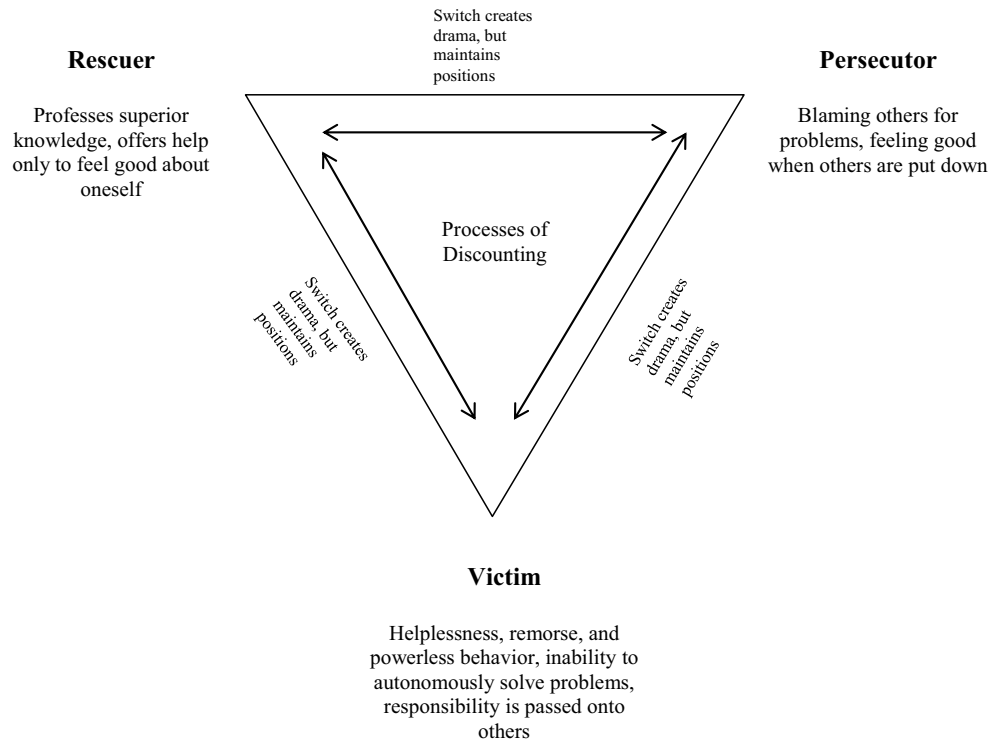 Switch creates
drama, but
maintains
positions
Rescuer
Professes superior
knowledge, offers help
only to feel good about
oneself
Persecutor
Blaming others for
problems, feeling good
when others are put down
Processes of
Discounting
Switch creates
drama, but
maintains
positions
Switch creates
drama, but
maintains
positions
Victim
Helplessness, remorse, and
powerless behavior, inability to
autonomously solve problems,
responsibility is passed onto
others